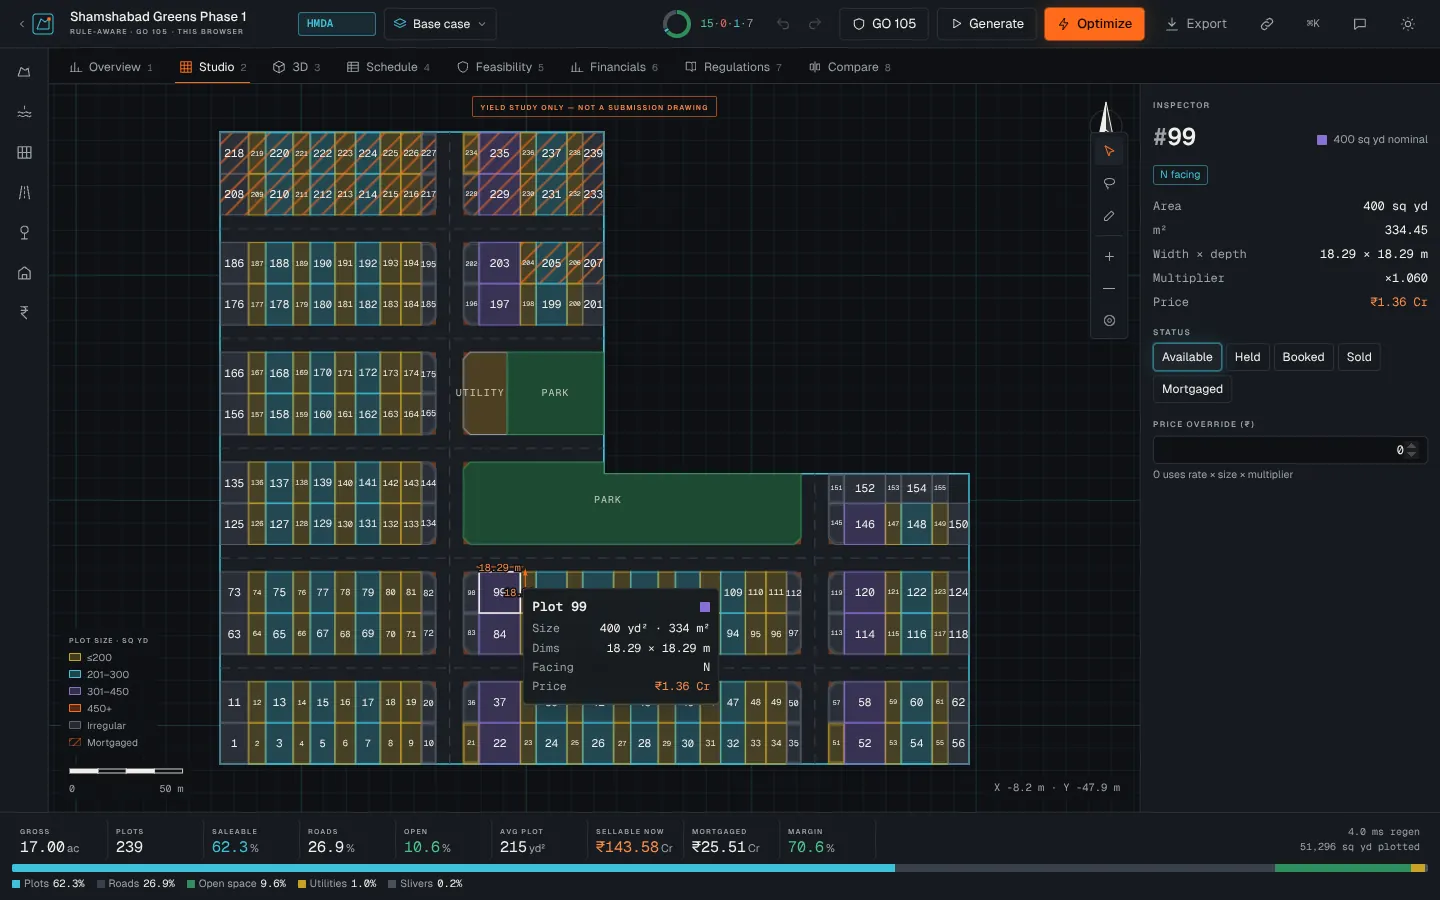 Shamshabad Greens Phase 1
RULE-AWARE · GO 105 · THIS BROWSER
HMDA
Base case
15·0·1·7
GO 105
Generate
Optimize
Export
⌘K
Overview 1
Studio 2
3D 3
Schedule 4
Feasibility 5
Financials 6
Regulations 7
Compare 8
YIELD STUDY ONLY — NOT A SUBMISSION DRAWING
218 219 220 221 222 223 224 225 226 227 234 235 236 237 238 239
208 209 210 211 212 213 214 215 216 217 228 229 230 231 232 233
186 187 188 189 190 191 192 193 194 195 202 203 204 205 206 207
176 177 178 179 180 181 182 183 184 185 196 197 198 199 200 201
166 167 168 169 170 171 172 173 174 175
UTILITY PARK
156 157 158 159 160 161 162 163 164 165
135 136 137 138 139 140 141 142 143 144 PARK 151 152 153 154 155
125 126 127 128 129 130 131 132 133 134 145 146 147 148 149 150
18.29 m
73 74 75 76 77 78 79 80 81 82 98 99 18. 109 110 111 112 119 120 121 122 123 124
63 64 65 66 67 68 69 70 71 72 83 84 94 95 96 97 113 114 115 116 117 118
11 12 13 14 15 16 17 18 19 20 36 37 47 48 49 50 57 58 59 60 61 62
1 2 3 4 5 6 7 8 9 10 21 22 23 24 25 26 27 28 29 30 31 32 33 34 35 51 52 53 54 55 56
Plot 99
Size 400 yd² · 334 m²
Dims 18.29 × 18.29 m
Facing N
Price ₹1.36 Cr
PLOT SIZE · SQ YD
≤200
201–300
301–450
450+
Irregular
Mortgaged
0 50 m
X -8.2 m · Y -47.9 m
INSPECTOR
#99 400 sq yd nominal
N facing
Area 400 sq yd
m² 334.45
Width × depth 18.29 × 18.29 m
Multiplier ×1.060
Price ₹1.36 Cr
STATUS
Available Held Booked Sold
Mortgaged
PRICE OVERRIDE (₹)
0
0 uses rate × size × multiplier
GROSS PLOTS SALEABLE ROADS OPEN AVG PLOT SELLABLE NOW MORTGAGED MARGIN
17.00 ac 239 62.3 % 26.9 % 10.6 % 215 yd² ₹143.58 Cr ₹25.51 Cr 70.6 %
4.0 ms regen
51,296 sq yd plotted
Plots 62.3% Roads 26.9% Open space 9.6% Utilities 1.0% Slivers 0.2%